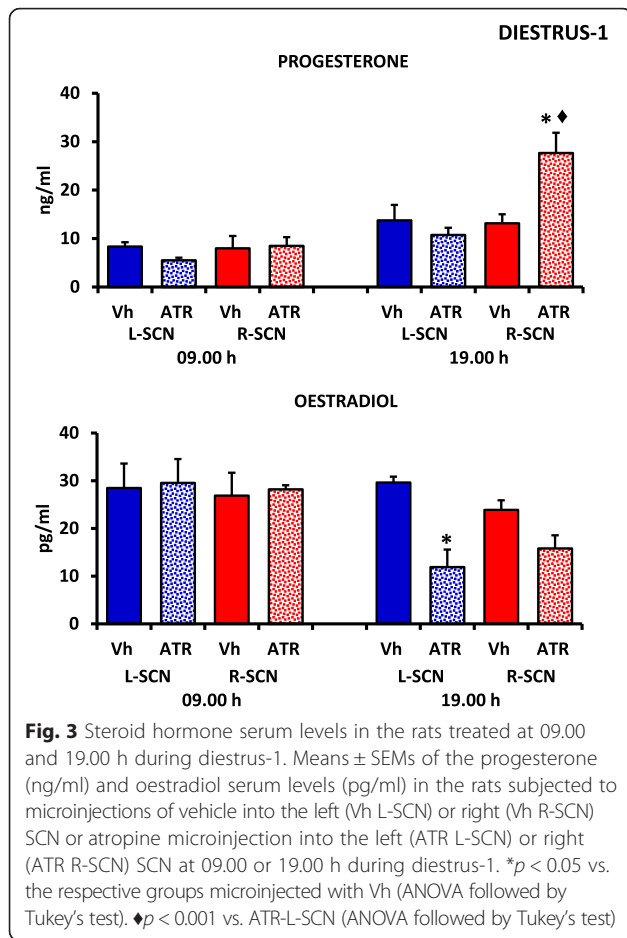 DIESTRUS-1
PROGESTERONE
40
30
20
10
0
ng/ml
* ♦
Vh ATR Vh ATR Vh ATR Vh ATR
L-SCN R-SCN L-SCN R-SCN
09.00 h 19.00 h
OESTRADIOL
40
30
20
10
0
pg/ml
*
Vh ATR Vh ATR Vh ATR Vh ATR
L-SCN R-SCN L-SCN R-SCN
09.00 h 19.00 h
Fig. 3 Steroid hormone serum levels in the rats treated at 09.00
and 19.00 h during diestrus-1. Means ± SEMs of the progesterone
(ng/ml) and oestradiol serum levels (pg/ml) in the rats subjected to
microinjections of vehicle into the left (Vh L-SCN) or right (Vh R-SCN)
SCN or atropine microinjection into the left (ATR L-SCN) or right
(ATR R-SCN) SCN at 09.00 or 19.00 h during diestrus-1. *p < 0.05 vs.
the respective groups microinjected with Vh (ANOVA followed by
Tukey’s test). ♦p < 0.001 vs. ATR-L-SCN (ANOVA followed by Tukey’s test)